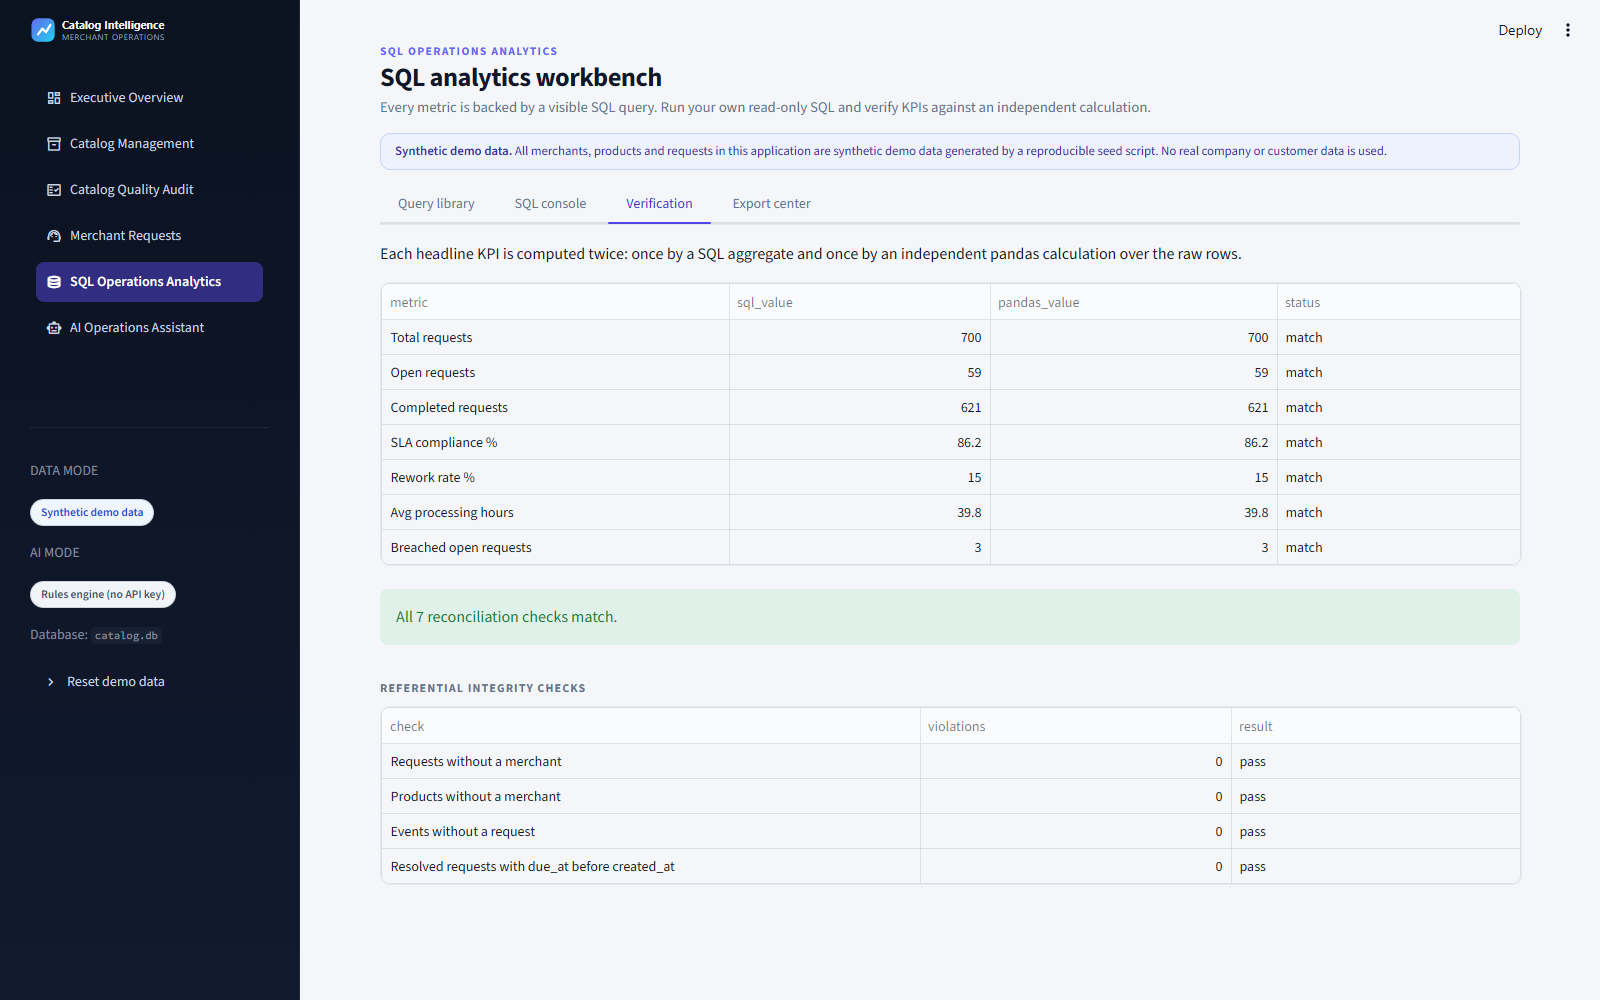 Catalog Intelligence
MERCHANT OPERATIONS
Executive Overview
Catalog Management
Catalog Quality Audit
Merchant Requests
SQL Operations Analytics
AI Operations Assistant
DATA MODE
Synthetic demo data
AI MODE
Rules engine (no API key)
Database: catalog.db
Reset demo data
Deploy
SQL OPERATIONS ANALYTICS
SQL analytics workbench
Every metric is backed by a visible SQL query. Run your own read-only SQL and verify KPIs against an independent calculation.
Synthetic demo data. All merchants, products and requests in this application are synthetic demo data generated by a reproducible seed script. No real company or customer data is used.
Query library SQL console Verification Export center
Each headline KPI is computed twice: once by a SQL aggregate and once by an independent pandas calculation over the raw rows.
metric sql_value pandas_value status
Total requests 700 700 match
Open requests 59 59 match
Completed requests 621 621 match
SLA compliance % 86.2 86.2 match
Rework rate % 15 15 match
Avg processing hours 39.8 39.8 match
Breached open requests 3 3 match
All 7 reconciliation checks match.
REFERENTIAL INTEGRITY CHECKS
check violations result
Requests without a merchant 0 pass
Products without a merchant 0 pass
Events without a request 0 pass
Resolved requests with due_at before created_at 0 pass